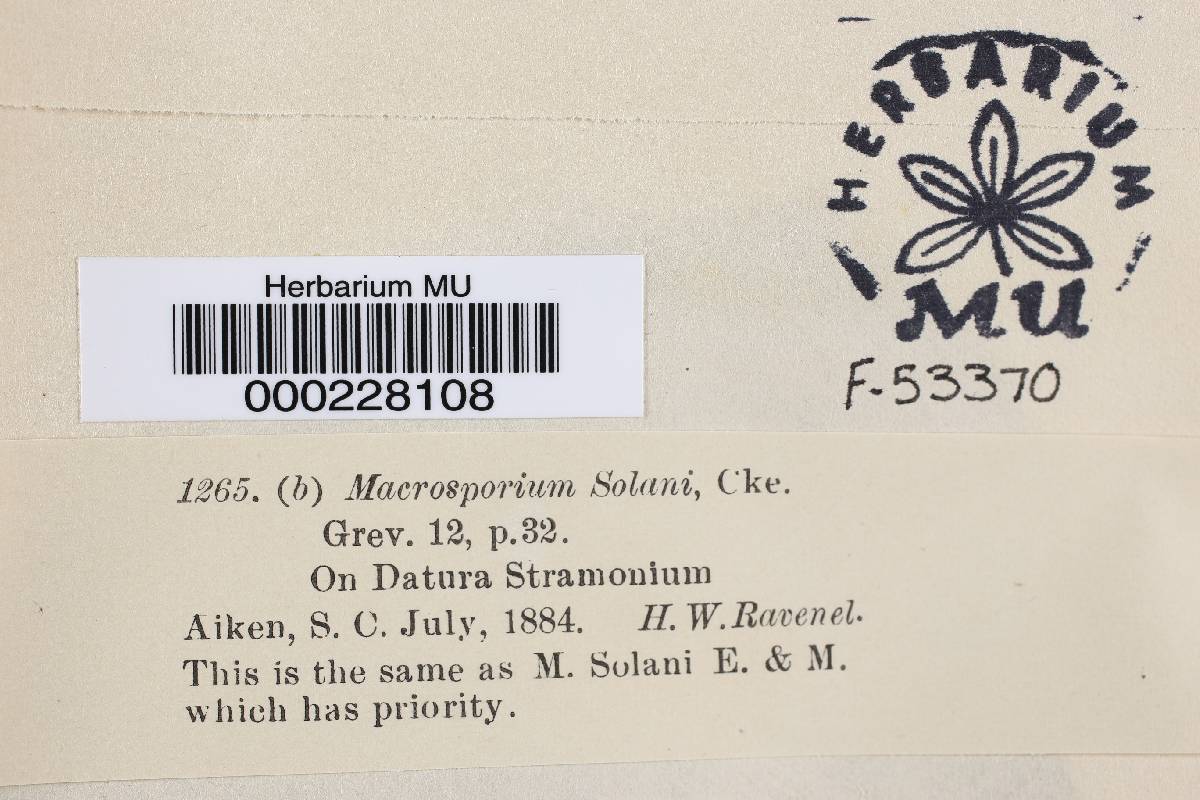 HERBARIUM
MU
F-53370
Herbarium MU
000228108
1265. (b) Macrosporium Solani, Cke.
Grev. 12, p.32.
On Datura Stramonium
Aiken, S. C. July, 1884. H. W. Ravenel.
This is the same as M. Solani E. & M.
which has priority.